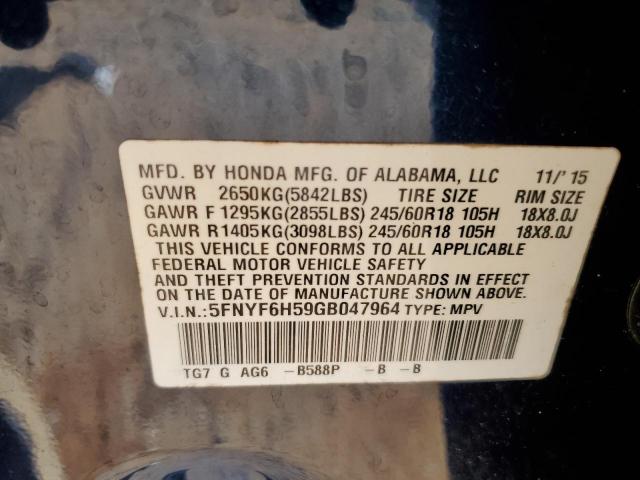 MFD. BY HONDA MFG. OF ALABAMA, LLC 11/'15
GVWR 2650KG(5842LBS) TIRE SIZE RIM SIZE
GAWR F 1295KG(2855LBS) 245/60R18 105H 18X8.0J
GAWR R1405KG(3098LBS) 245/60R18 105H 18X8.0J
THIS VEHICLE CONFORMS TO ALL APPLICABLE
FEDERAL MOTOR VEHICLE SAFETY
AND THEFT PREVENTION STANDARDS IN EFFECT
ON THE DATE OF MANUFACTURE SHOWN ABOVE.
V.I.N.:5FNYF6H59GB047964 TYPE: MPV
TG7 G AG6 -B588P -B -B